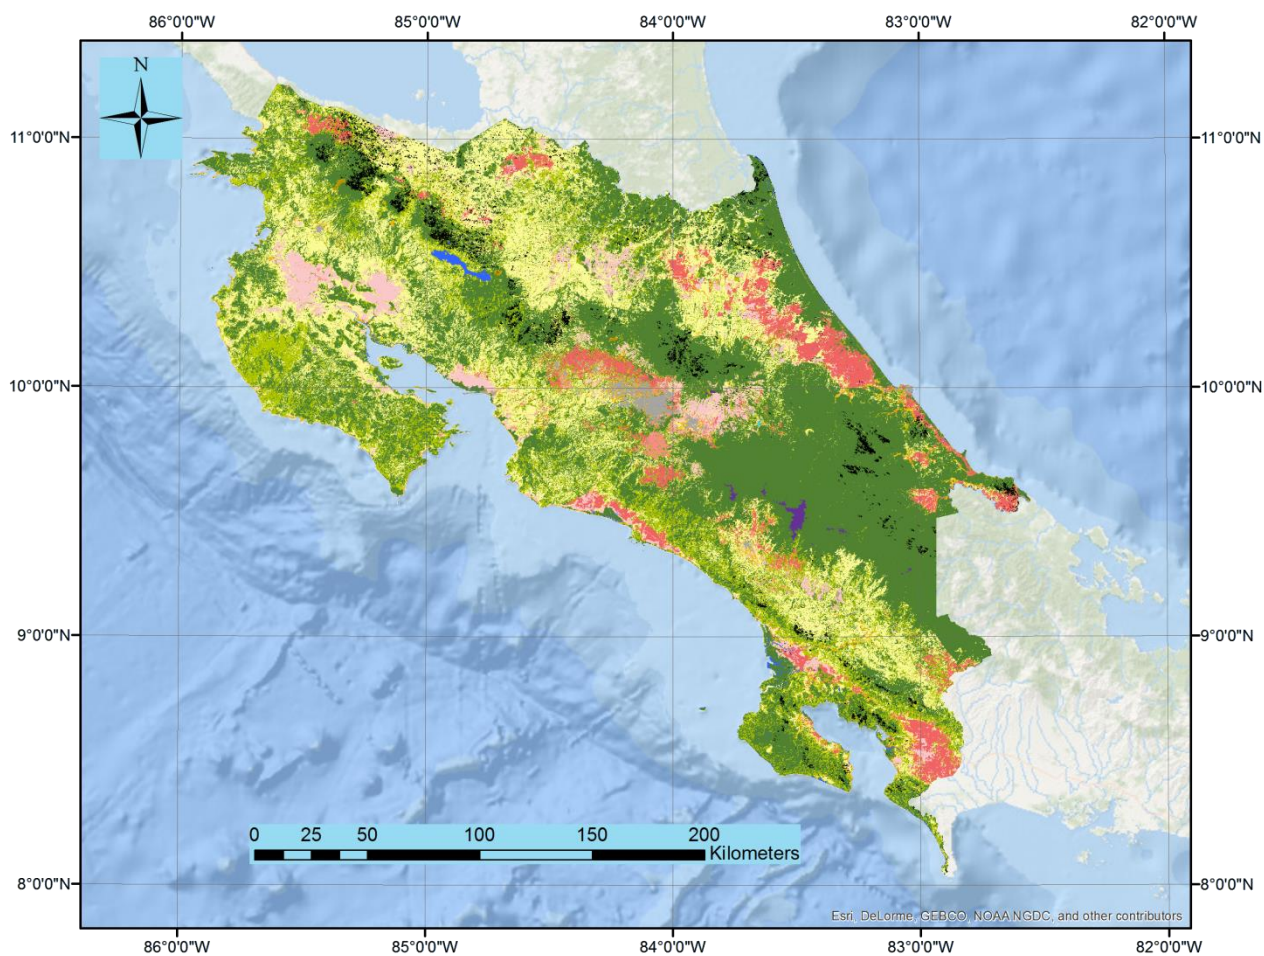 86°0'0"W 85°0'0"W 84°0'0"W 83°0'0"W 82°0'0"W
N
11°0'0"N 11°0'0"N
10°0'0"N 10°0'0"N
9°0'0"N 9°0'0"N
0 25 50 100 150 200
Kilometers
8°0'0"N 8°0'0"N
Esri, DeLorme, GEBCO, NOAA NGDC, and other contributors
86°0'0"W 85°0'0"W 84°0'0"W 83°0'0"W 82°0'0"W